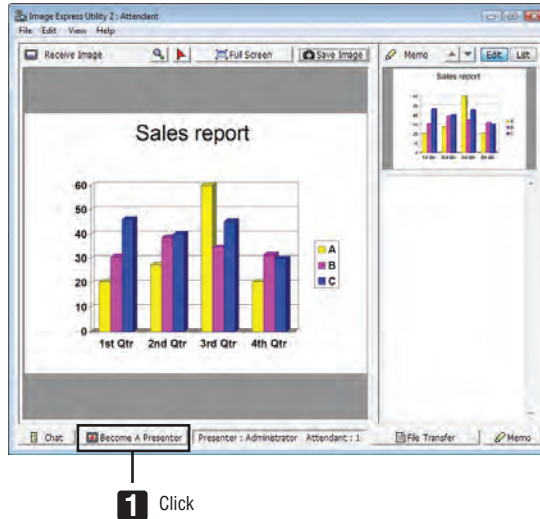 Image Express Utility 2 : Attendant
File Edit View Help
Receive Image Full Screen Save Image Memo Edit List
Sales report
Sales report
60
50
40
30
20
10
0
1st Qtr 2nd Qtr 3rd Qtr 4th Qtr
A
B
C
Chat Become A Presenter Presenter : Administrator Attendant : 1 File Transfer Memo
1 Click